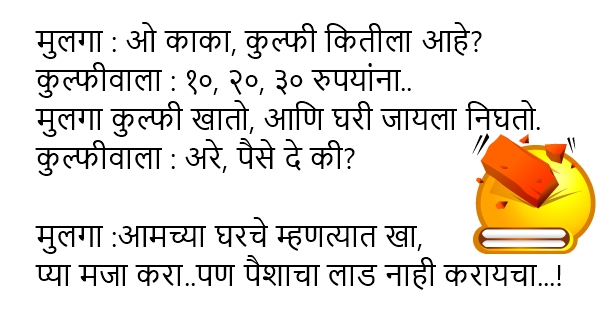 मुलगा : ओ काका, कुल्फी कितीला आहे?
कुल्फीवाला : १०, २०, ३० रुपयांना..
मुलगा कुल्फी खातो, आणि घरी जायला निघतो.
कुल्फीवाला : अरे, पैसे दे की?
मुलगा :आमच्या घरचे म्हणत्यात खा,
प्या मजा करा..पण पैशाचा लाड नाही करायचा...!